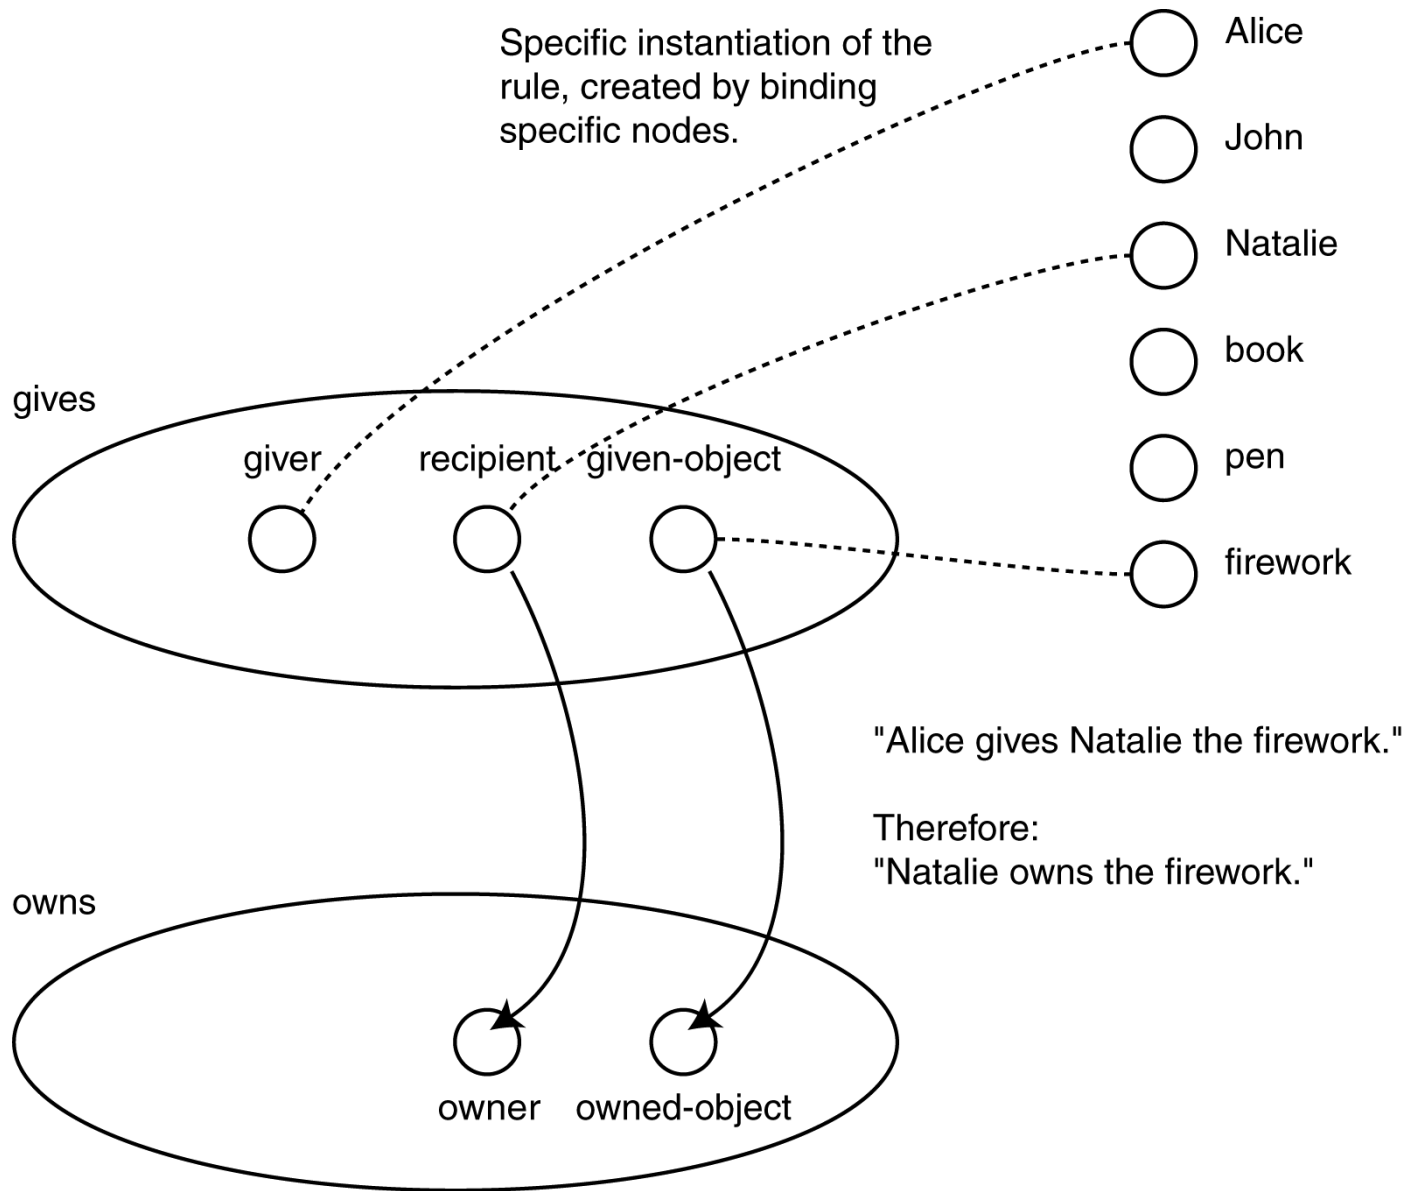 Specific instantiation of the
rule, created by binding
specific nodes.
Alice
John
Natalie
book
pen
firework
gives
giver
recipient
given-object
"Alice gives Natalie the firework."
Therefore:
"Natalie owns the firework."
owns
owner
owned-object